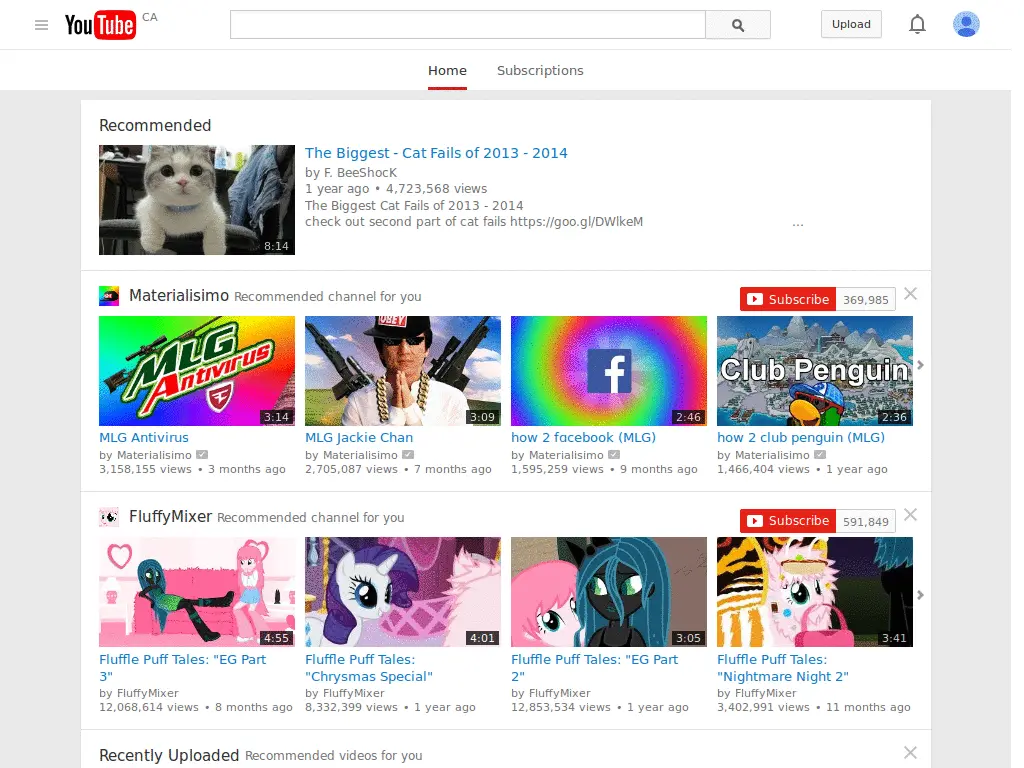 YouTube CA
Upload
Home Subscriptions
Recommended
The Biggest - Cat Fails of 2013 - 2014
by F. BeeShocK
1 year ago • 4,723,568 views
The Biggest Cat Fails of 2013 - 2014
check out second part of cat fails https://goo.gl/DWlkeM ...
8:14
Materialisimo Recommended channel for you
Subscribe 369,985
MLG Antivirus
3:14
OBEY
3:09
2:46
Club Penguin
2:36
MLG Antivirus
by Materialisimo
3,158,155 views • 3 months ago
MLG Jackie Chan
by Materialisimo
2,705,087 views • 7 months ago
how 2 facebook (MLG)
by Materialisimo
1,595,259 views • 9 months ago
how 2 club penguin (MLG)
by Materialisimo
1,466,404 views • 1 year ago
FluffyMixer Recommended channel for you
Subscribe 591,849
4:55
4:01
3:05
3:41
Fluffle Puff Tales: "EG Part
3"
by FluffyMixer
12,068,614 views • 8 months ago
Fluffle Puff Tales:
"Chrysmas Special"
by FluffyMixer
8,332,399 views • 1 year ago
Fluffle Puff Tales: "EG Part
2"
by FluffyMixer
12,853,534 views • 1 year ago
Fluffle Puff Tales:
"Nightmare Night 2"
by FluffyMixer
3,402,991 views • 11 months ago
Recently Uploaded Recommended videos for you